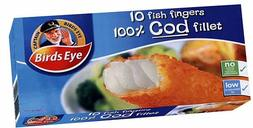 10 fish fingers
100% Cod fillet
CAPTAIN BIRDS EYE
Birds Eye
no
low
10 fish fingers
100% Cod fillet